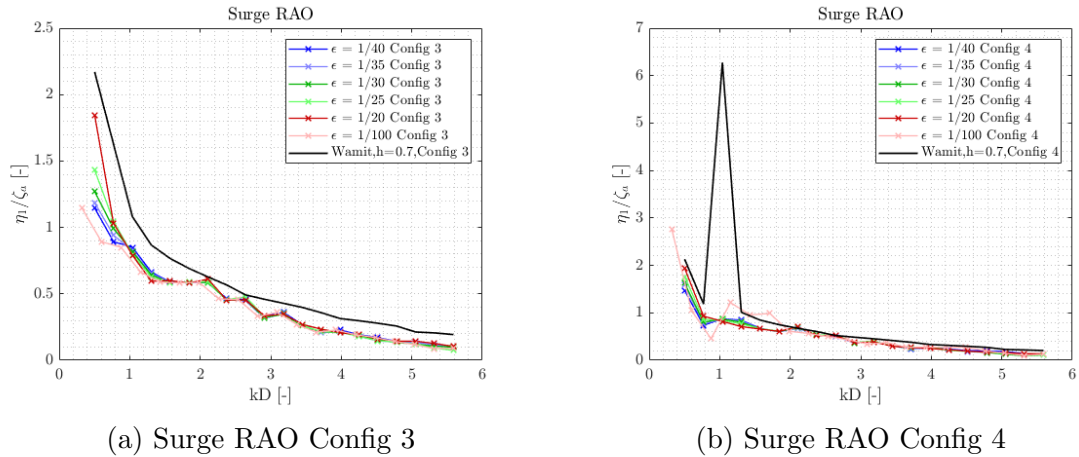 Surge RAO
2.5
2
1.5
1
0.5
0
0 1 2 3 4 5 6
η1/ζa [-]
kD [-]
ϵ = 1/40 Config 3
ϵ = 1/35 Config 3
ϵ = 1/30 Config 3
ϵ = 1/25 Config 3
ϵ = 1/20 Config 3
ϵ = 1/100 Config 3
Wamit,h=0.7,Config 3
(a) Surge RAO Config 3
Surge RAO
7
6
5
4
3
2
1
0
0 1 2 3 4 5 6
η1/ζa [-]
kD [-]
ϵ = 1/40 Config 4
ϵ = 1/35 Config 4
ϵ = 1/30 Config 4
ϵ = 1/25 Config 4
ϵ = 1/20 Config 4
ϵ = 1/100 Config 4
Wamit,h=0.7,Config 4
(b) Surge RAO Config 4